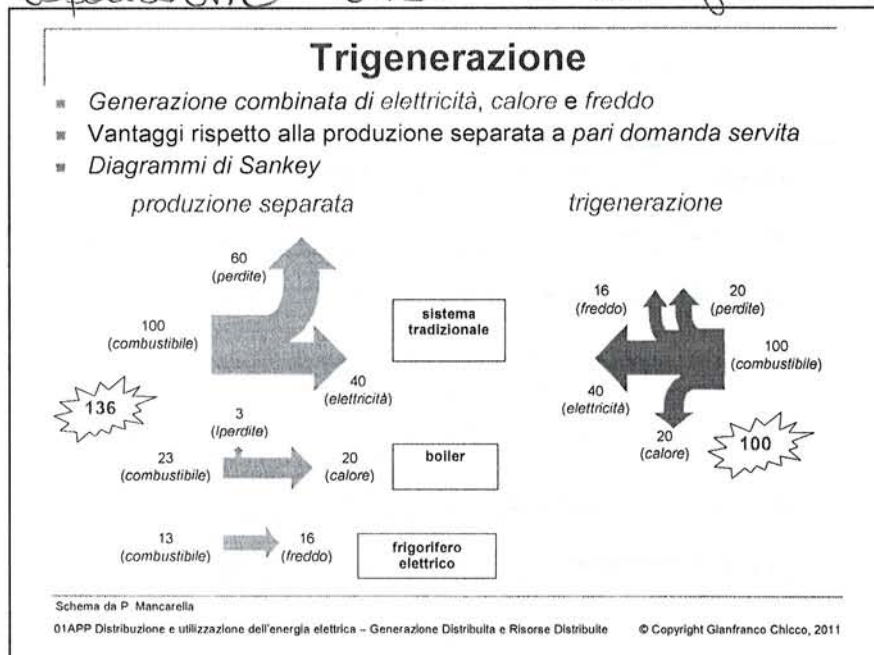 Trigenerazione
Generazione combinata di elettricità, calore e freddo
Vantaggi rispetto alla produzione separata a pari domanda servita
Diagrammi di Sankey
produzione separata
trigenerazione
60
(perdite)
100
(combustibile)
40
(elettricità)
sistema
tradizionale
136
3
(lperdite)
23
(combustibile)
20
(calore)
boiler
13
(combustibile)
16
(freddo)
frigorifero
elettrico
16
(freddo)
20
(perdite)
100
(combustibile)
40
(elettricità)
20
(calore)
100
Schema da P. Mancarella
01APP Distribuzione e utilizzazione dell'energia elettrica – Generazione Distribuita e Risorse Distribuite © Copyright Gianfranco Chicco, 2011